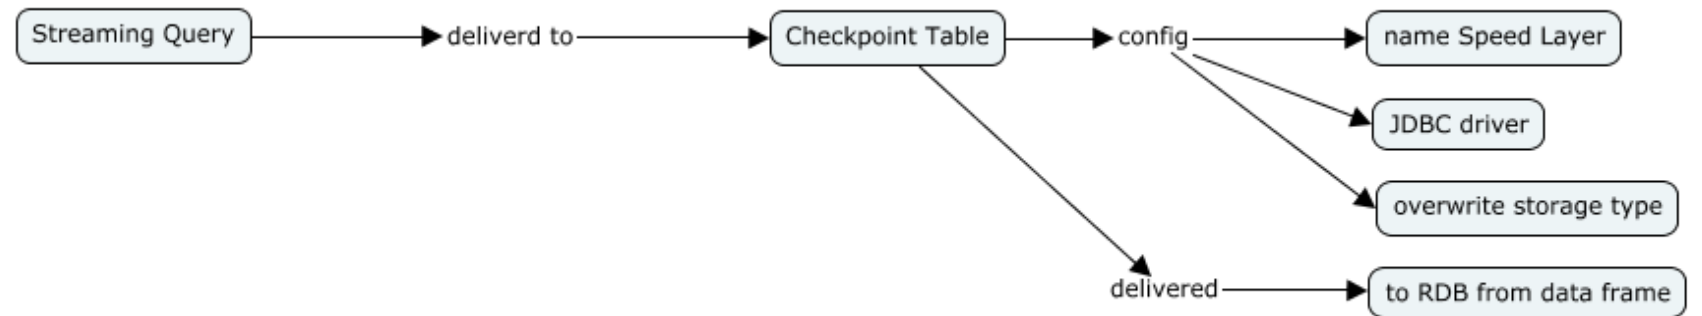 Streaming Query
deliverd to
Checkpoint Table
config
name Speed Layer
JDBC driver
overwrite storage type
delivered
to RDB from data frame